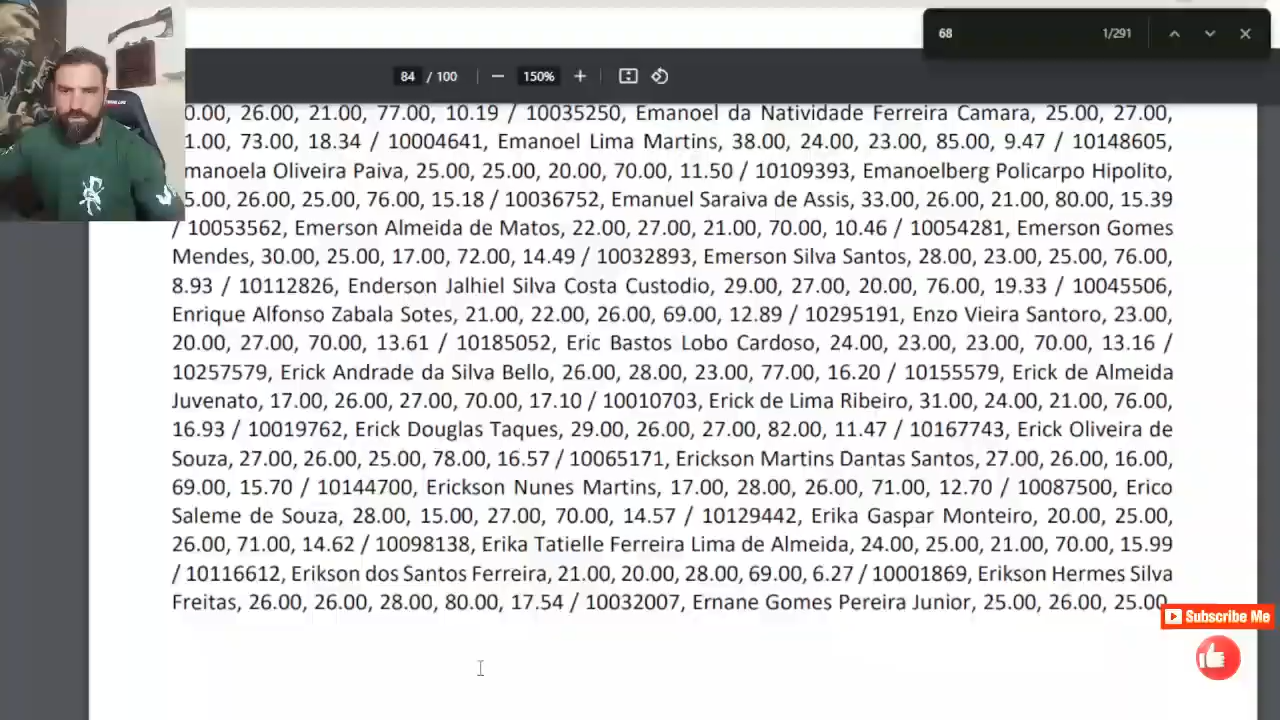 68
1/291
84 / 100
150%
0.00, 26.00, 21.00, 77.00, 10.19 / 10035250, Emanoel da Natividade Ferreira Camara, 25.00, 27.00,
1.00, 73.00, 18.34 / 10004641, Emanoel Lima Martins, 38.00, 24.00, 23.00, 85.00, 9.47 / 10148605,
manoela Oliveira Paiva, 25.00, 25.00, 20.00, 70.00, 11.50 / 10109393, Emanoelberg Policarpo Hipolito,
5.00, 26.00, 25.00, 76.00, 15.18 / 10036752, Emanuel Saraiva de Assis, 33.00, 26.00, 21.00, 80.00, 15.39
/ 10053562, Emerson Almeida de Matos, 22.00, 27.00, 21.00, 70.00, 10.46 / 10054281, Emerson Gomes
Mendes, 30.00, 25.00, 17.00, 72.00, 14.49 / 10032893, Emerson Silva Santos, 28.00, 23.00, 25.00, 76.00,
8.93 / 10112826, Enderson Jalhiel Silva Costa Custodio, 29.00, 27.00, 20.00, 76.00, 19.33 / 10045506,
Enrique Alfonso Zabala Sotes, 21.00, 22.00, 26.00, 69.00, 12.89 / 10295191, Enzo Vieira Santoro, 23.00,
20.00, 27.00, 70.00, 13.61 / 10185052, Eric Bastos Lobo Cardoso, 24.00, 23.00, 23.00, 70.00, 13.16 /
10257579, Erick Andrade da Silva Bello, 26.00, 28.00, 23.00, 77.00, 16.20 / 10155579, Erick de Almeida
Juvenato, 17.00, 26.00, 27.00, 70.00, 17.10 / 10010703, Erick de Lima Ribeiro, 31.00, 24.00, 21.00, 76.00,
16.93 / 10019762, Erick Douglas Taques, 29.00, 26.00, 27.00, 82.00, 11.47 / 10167743, Erick Oliveira de
Souza, 27.00, 26.00, 25.00, 78.00, 16.57 / 10065171, Erickson Martins Dantas Santos, 27.00, 26.00, 16.00,
69.00, 15.70 / 10144700, Erickson Nunes Martins, 17.00, 28.00, 26.00, 71.00, 12.70 / 10087500, Erico
Saleme de Souza, 28.00, 15.00, 27.00, 70.00, 14.57 / 10129442, Erika Gaspar Monteiro, 20.00, 25.00,
26.00, 71.00, 14.62 / 10098138, Erika Tatielle Ferreira Lima de Almeida, 24.00, 25.00, 21.00, 70.00, 15.99
/ 10116612, Erikson dos Santos Ferreira, 21.00, 20.00, 28.00, 69.00, 6.27 / 10001869, Erikson Hermes Silva
Freitas, 26.00, 26.00, 28.00, 80.00, 17.54 / 10032007, Ernane Gomes Pereira Junior, 25.00, 26.00, 25.00,
Subscribe Me